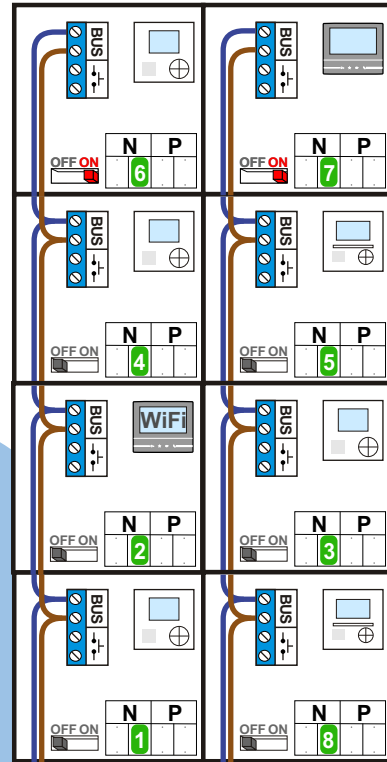 BUS
N P
OFF ON
6
BUS
N P
OFF ON
7
BUS
N P
OFF ON
4
BUS
N P
OFF ON
5
BUS
WiFi
N P
OFF ON
2
BUS
N P
OFF ON
3
BUS
N P
OFF ON
1
BUS
N P
OFF ON
8